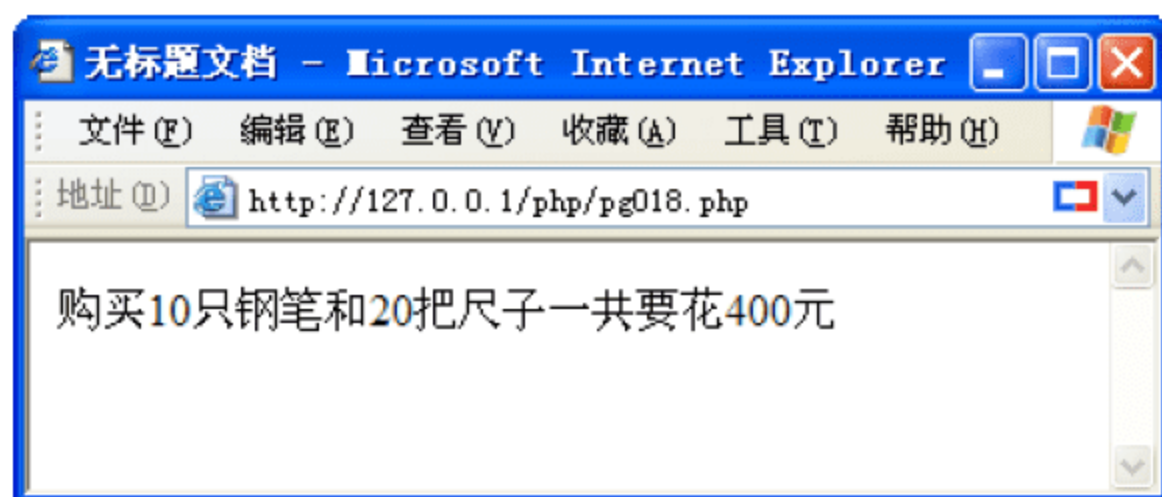 无标题文档 - Microsoft Internet Explorer
文件(F) 编辑(E) 查看(V) 收藏(A) 工具(T) 帮助(H)
地址(D) http://127.0.0.1/php/pg018.php
购买10只钢笔和20把尺子一共要花400元